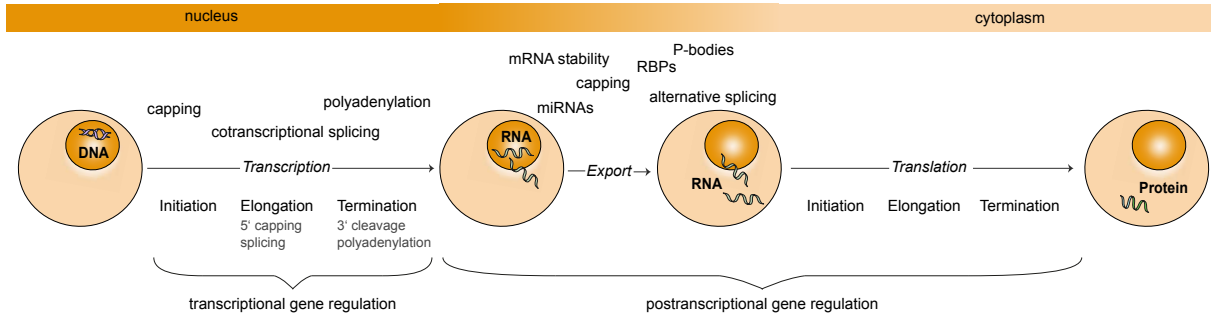 nucleus
cytoplasm
P-bodies
mRNA stability
RBPs
capping
polyadenylation
miRNAs
alternative splicing
capping
cotranscriptional splicing
DNA
RNA
Transcription
Export
RNA
Translation
Protein
Initiation
Elongation
Termination
5' capping
splicing
3' cleavage
polyadenylation
Initiation
Elongation
Termination
transcriptional gene regulation
postranscriptional gene regulation